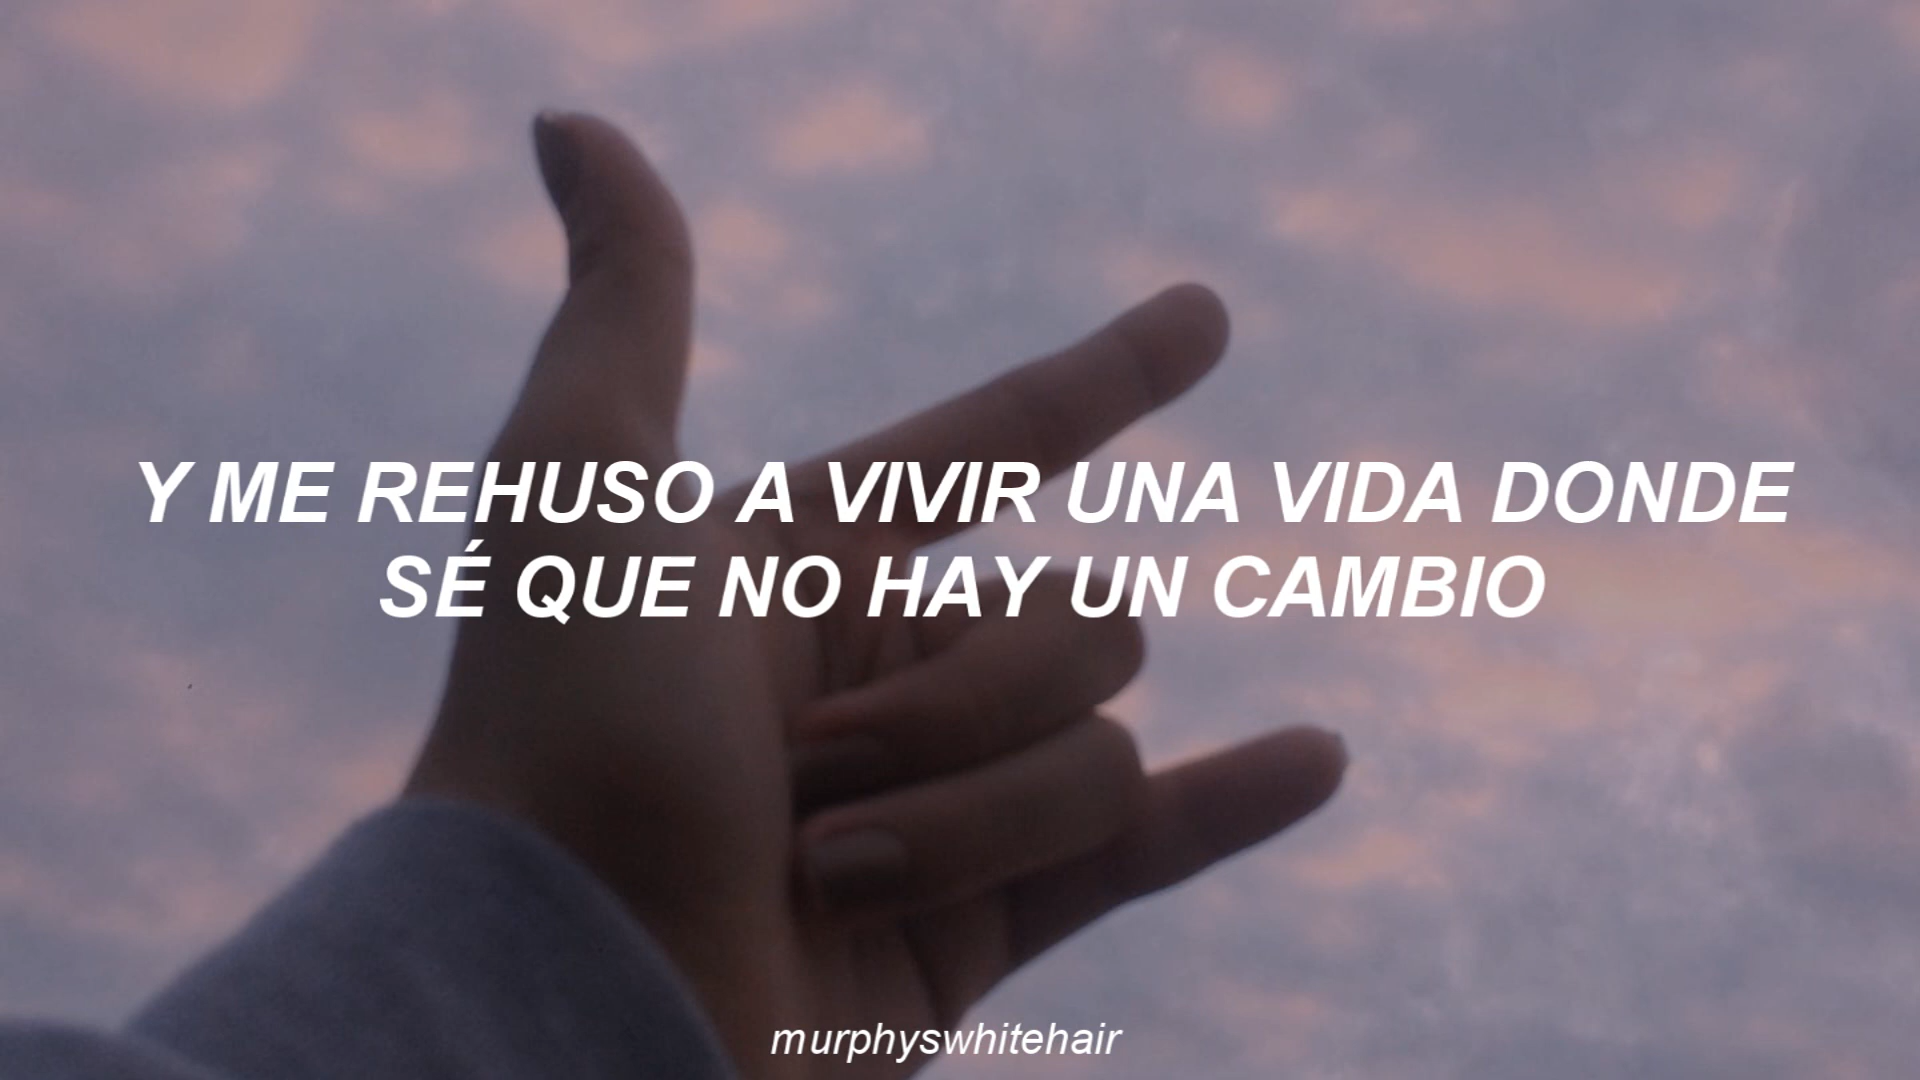 Y ME REHUSO A VIVIR UNA VIDA DONDE
SÉ QUE NO HAY UN CAMBIO
murphyswhitehair